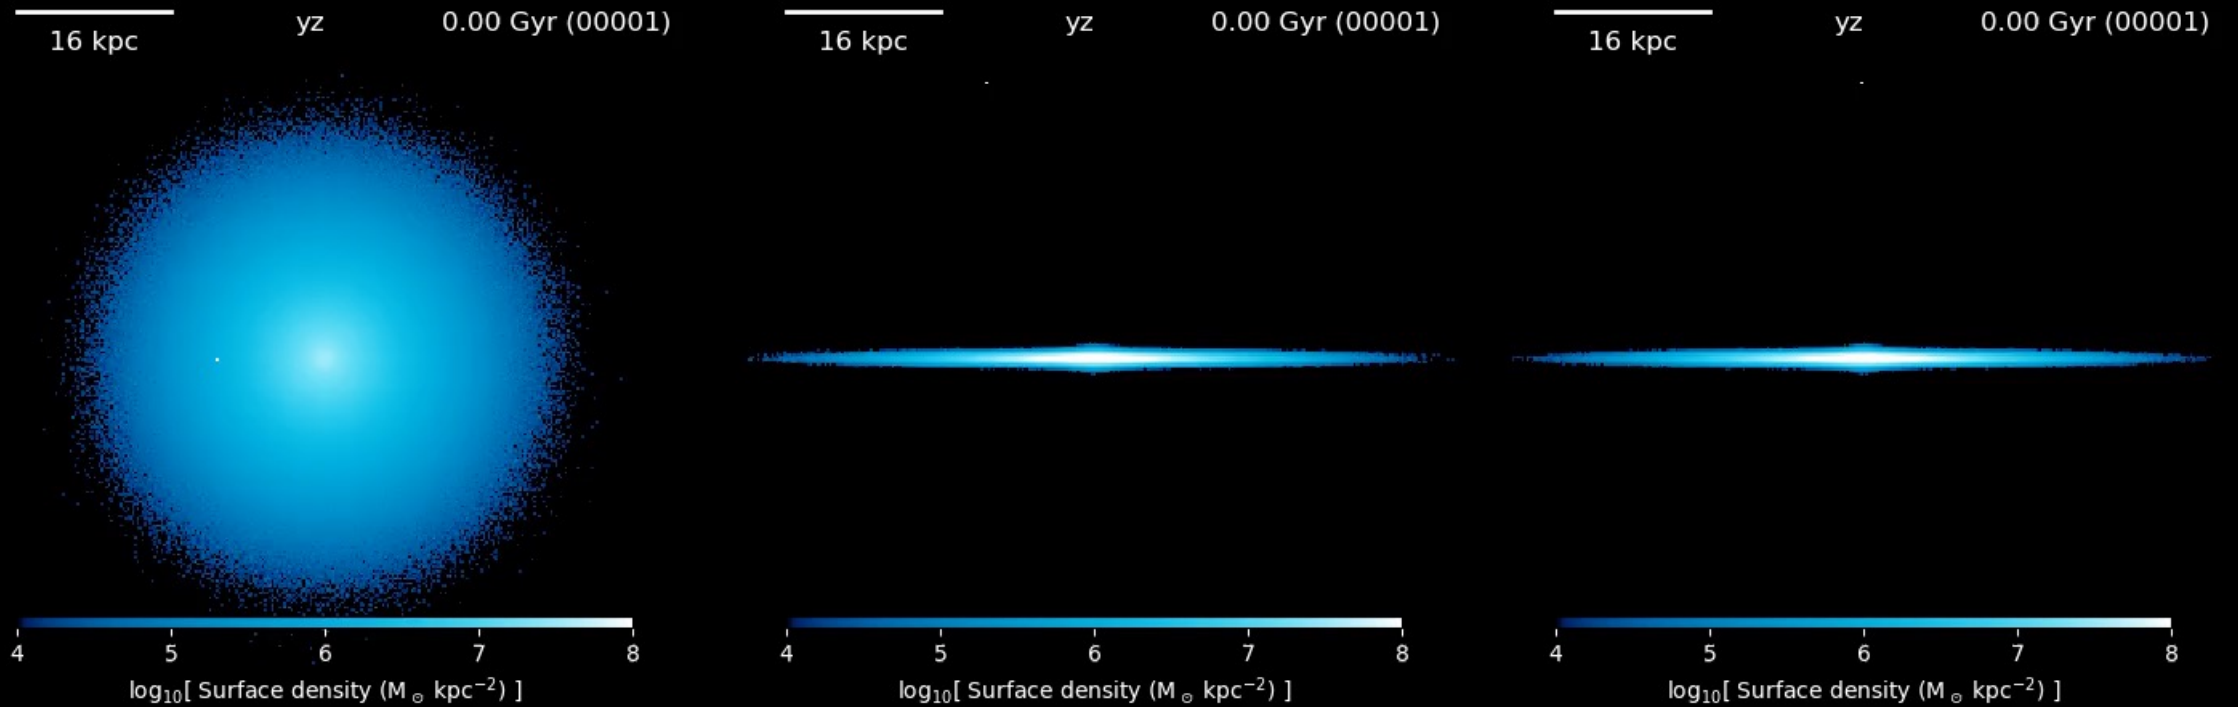 yz 0.00 Gyr (00001)
16 kpc
yz 0.00 Gyr (00001)
16 kpc
yz 0.00 Gyr (00001)
16 kpc
4 5 6 7 8
log₁₀[ Surface density (M☉ kpc⁻²) ]
4 5 6 7 8
log₁₀[ Surface density (M☉ kpc⁻²) ]
4 5 6 7 8
log₁₀[ Surface density (M☉ kpc⁻²) ]